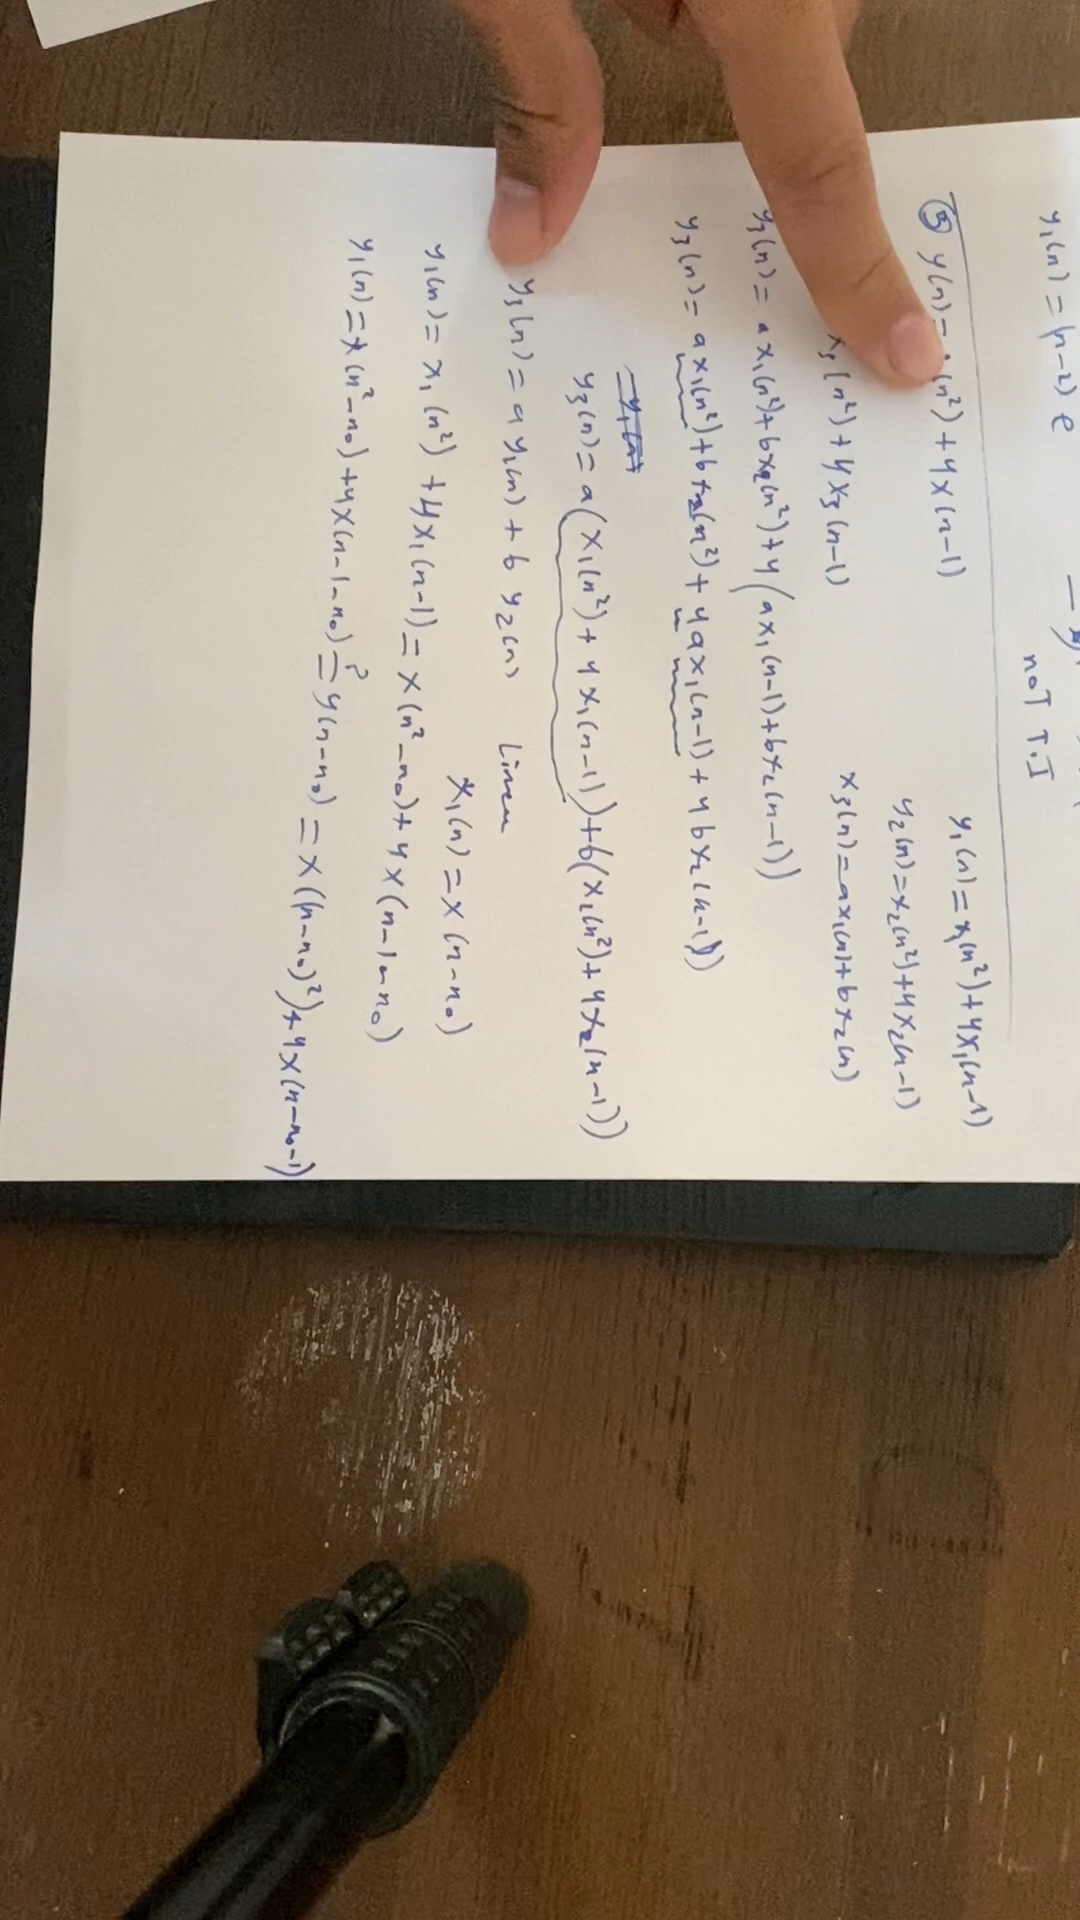 y₁(n) = (n-2) e
not T.I
⑤ y(n) = (n²) + 4x(n-1)
y₁(n) = x₁(n²) + 4x₁(n-1)
y₂(n) = x₂(n²) + 4x₂(n-1)
x₃(n²) + 4x₃(n-1)
x₃(n) = ax₁(n) + bx₂(n)
y₃(n) = ax₁(n²) + bx₂(n²) + 4(ax₁(n-1) + bx₂(n-1))
y₃(n) = ax₁(n²) + bx₂(n²) + 4ax₁(n-1) + 4bx₂(n-1))
y₃(n) = a(x₁(n²) + 4x₁(n-1)) + b(x₂(n²) + 4x₂(n-1))
y₃(n) = a y₁(n) + b y₂(n) Linear
x₁(n) = x(n-n₀)
y₁(n) = x₁(n²) + 4x₁(n-1) = x(n²-n₀) + 4x(n-1-n₀)
y₁(n) = x(n²-n₀) + 4x(n-1-n₀) ≟ y(n-n₀) = x((n-n₀)²) + 4x(n-n₀-1)